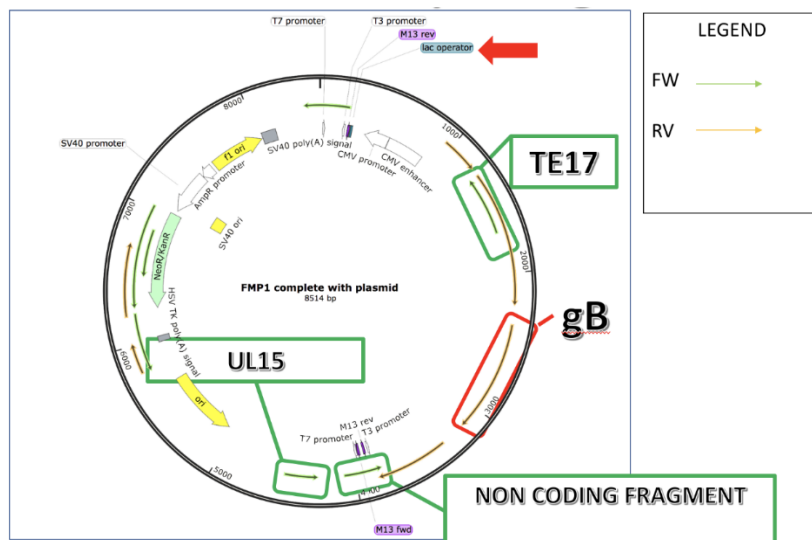 T7 promoter
T3 promoter
M13 rev
lac operator
8000
SV40 promoter
f1 ori
SV40 poly(A) signal
CMV promoter
CMV enhancer
1000
TE17
AmpR promoter
7000
SV40 ori
NeoR/KanR
2000
FMP1 complete with plasmid
8514 bp
HSV TK poly(A) signal
gB
6000
UL15
ori
3000
M13 rev
T7 promoter
T3 promoter
5000
4000
NON CODING FRAGMENT
M13 fwd
LEGEND
FW
RV